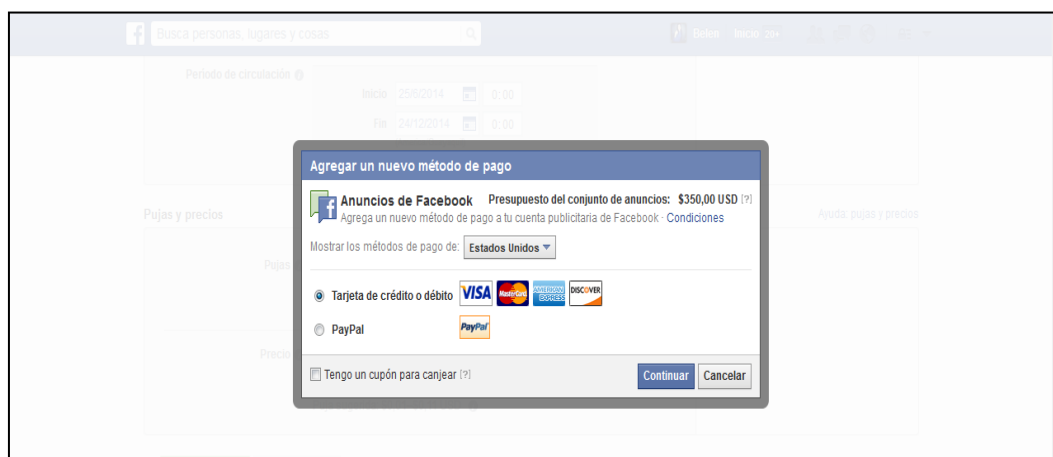 Busca personas, lugares y cosas
Belen Inicio 20+
Período de circulación
Inicio 25/6/2014 0:00
Fin 24/12/2014 0:00
Agregar un nuevo método de pago
Anuncios de Facebook Presupuesto del conjunto de anuncios: $350,00 USD [?]
Agrega un nuevo método de pago a tu cuenta publicitaria de Facebook · Condiciones
Pujas y precios Ayuda: pujas y precios
Mostrar los métodos de pago de: Estados Unidos
Pujas
Tarjeta de crédito o débito VISA MasterCard AMERICAN EXPRESS DISCOVER
PayPal PayPal
Precio
Tengo un cupón para canjear [?] Continuar Cancelar